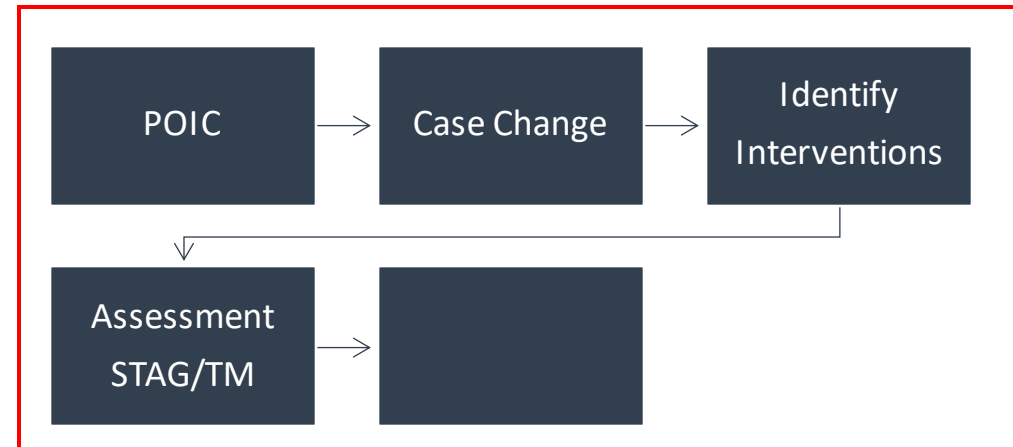 POIC
Case Change
Identify
Interventions
Assessment
STAG/TM